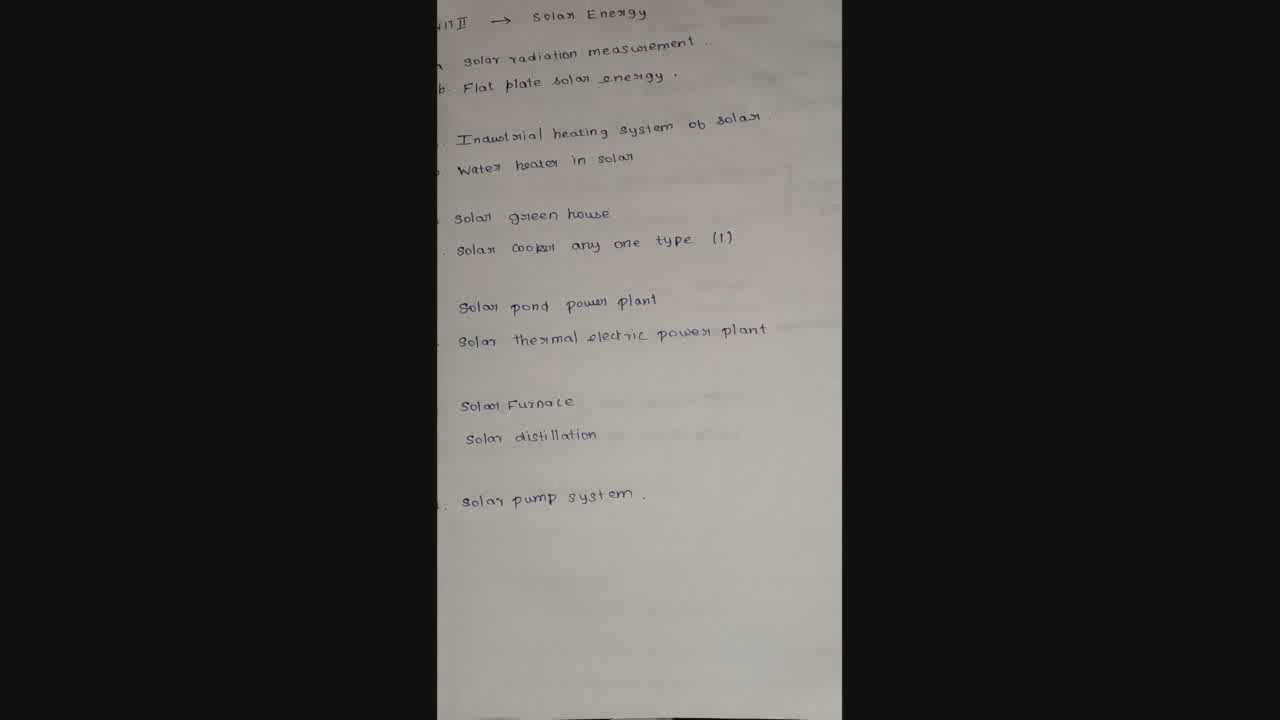 NIT II → Solar Energy
a solar radiation measurement ..
b. Flat plate solar energy.
Industrial heating system of solar
Water heater in solar
Solar green house
Solar cooker any one type (1)
Solar pond power plant
Solar thermal electric power plant
Solar Furnace
Solar distillation
Solar pump system.